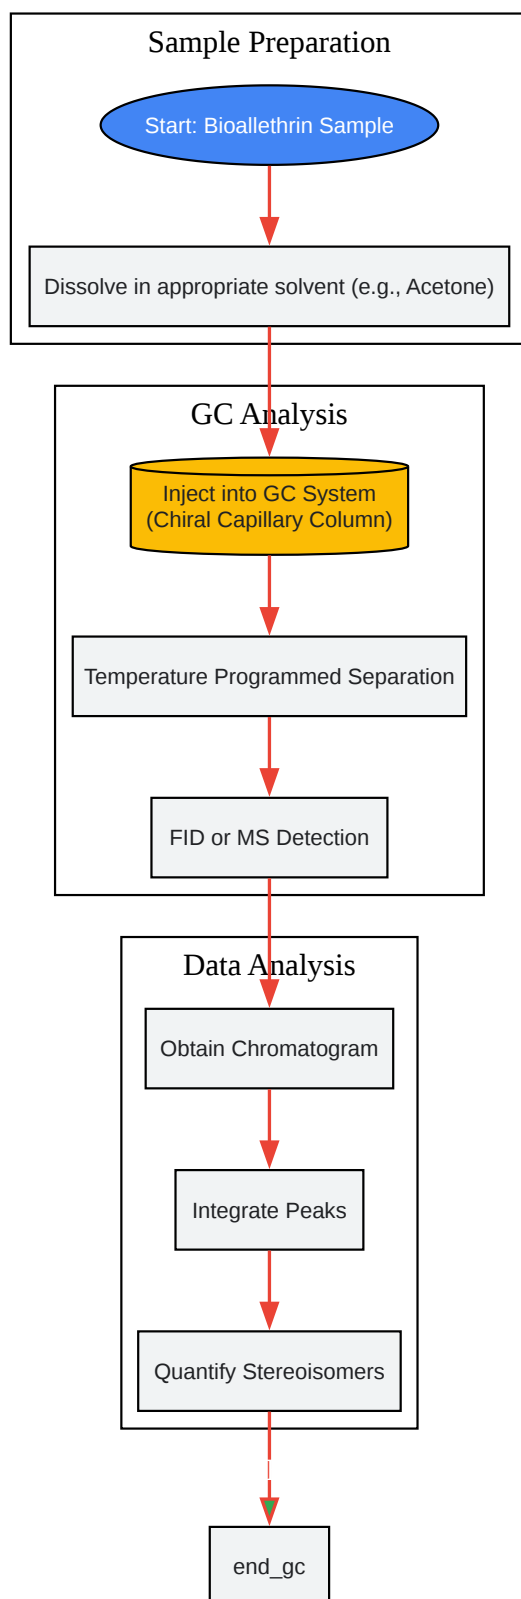 Sample Preparation
Start: Bioallethrin Sample
Dissolve in appropriate solvent (e.g., Acetone)
GC Analysis
Inject into GC System
(Chiral Capillary Column)
Temperature Programmed Separation
FID or MS Detection
Data Analysis
Obtain Chromatogram
Integrate Peaks
Quantify Stereoisomers
end_gc